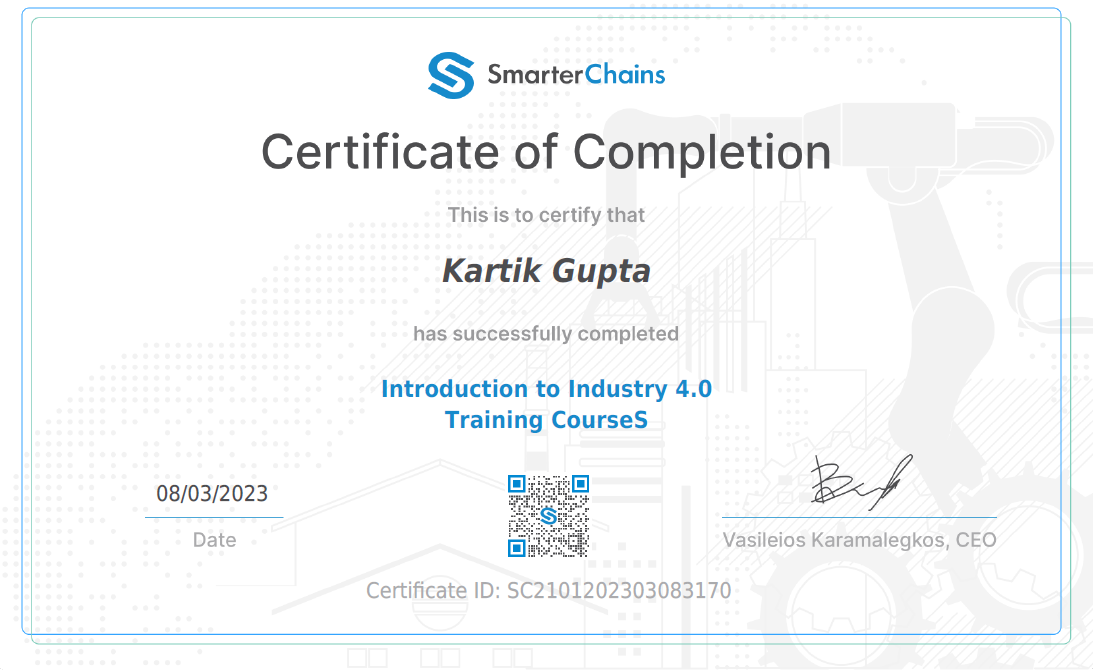 SmarterChains
Certificate of Completion
This is to certify that
Kartik Gupta
has successfully completed
Introduction to Industry 4.0
Training CourseS
08/03/2023
Date
Vasileios Karamalegkos, CEO
Certificate ID: SC2101202303083170